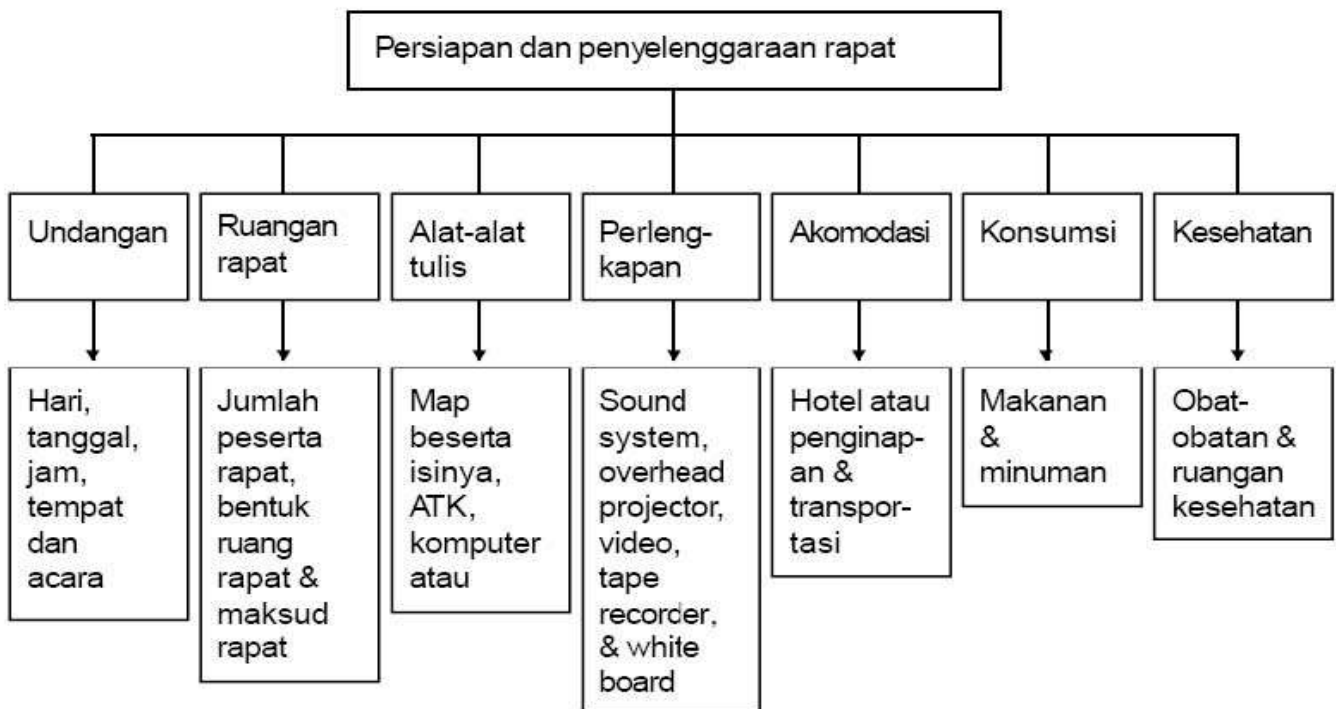 Persiapan dan penyelenggaraan rapat
Undangan
Ruangan
rapat
Alat-alat
tulis
Perleng-
kapan
Akomodasi
Konsumsi
Kesehatan
Hari,
tanggal,
jam,
tempat
dan
acara
Jumlah
peserta
rapat,
bentuk
ruang
rapat &
maksud
rapat
Map
beserta
isinya,
ATK,
komputer
atau
Sound
system,
overhead
projector,
video,
tape
recorder,
& white
board
Hotel atau
penginap-
an &
transpor-
tasi
Makanan
&
minuman
Obat-
obatan &
ruangan
kesehatan